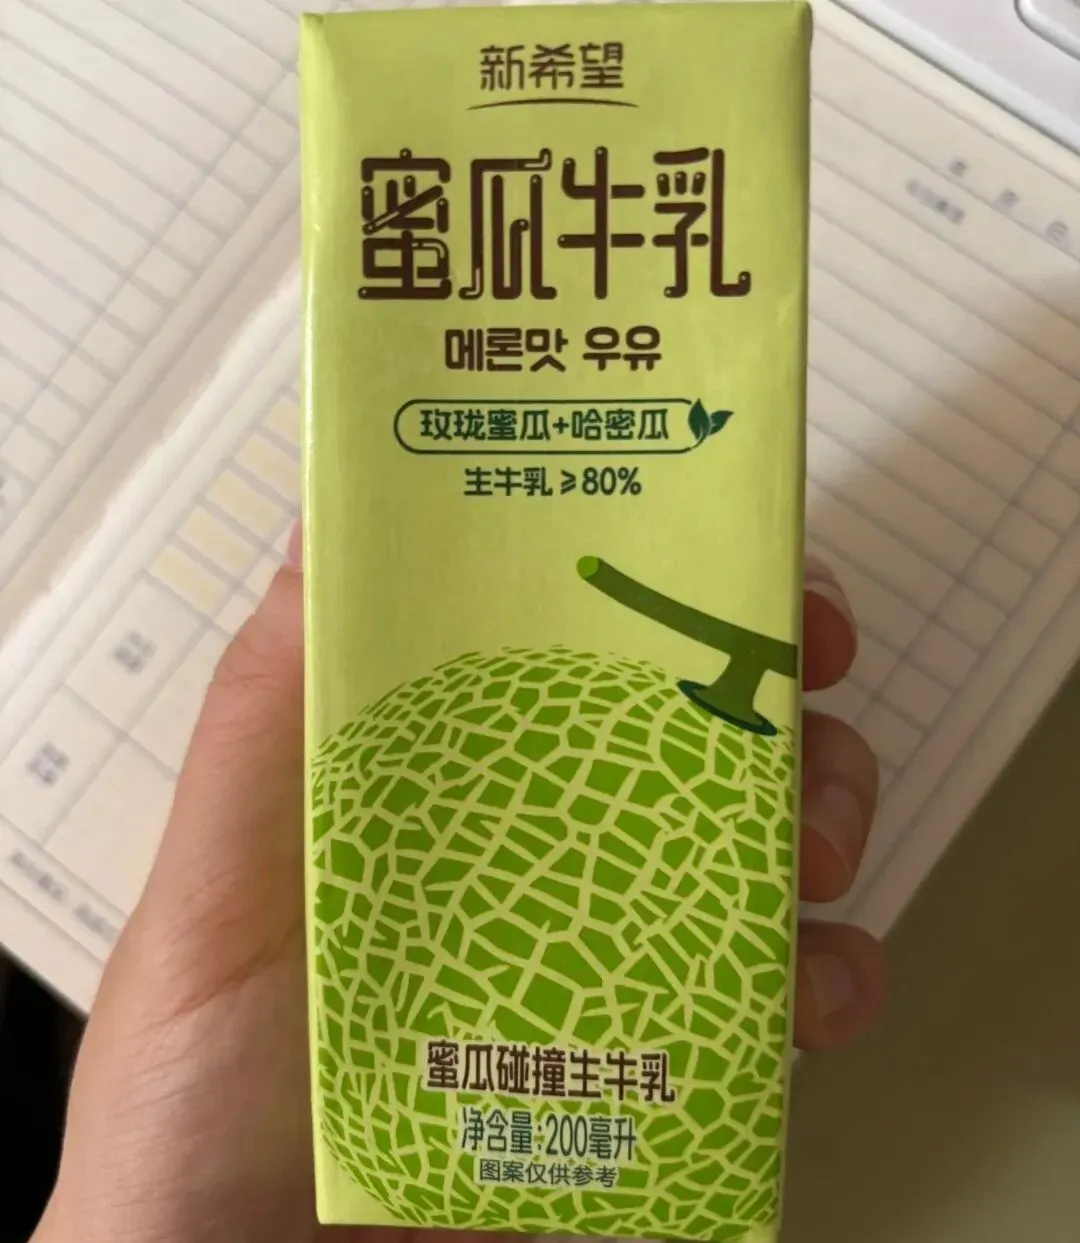 新希望
蜜瓜牛乳
메론맛 우유
玫珑蜜瓜+哈密瓜
生牛乳≥80%
蜜瓜碰撞生牛乳
净含量:200毫升
图案仅供参考